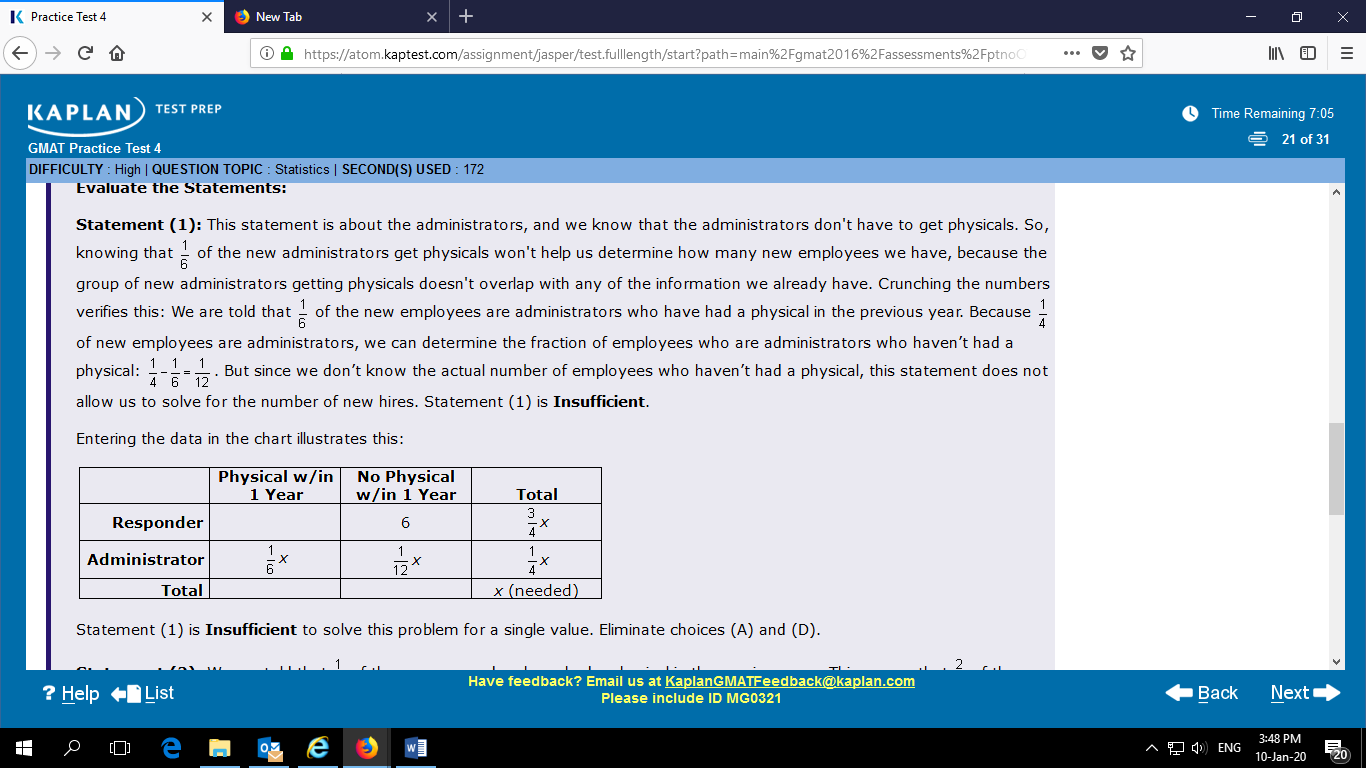 Practice Test 4
New Tab
https://atom.kaptest.com/assignment/jasper/test.fulllength/start?path=main%2Fgmat2016%2Fassessments%2Fptno
KAPLAN TEST PREP
Time Remaining 7:05
GMAT Practice Test 4
21 of 31
DIFFICULTY : High | QUESTION TOPIC : Statistics | SECOND(S) USED : 172
Evaluate the Statements:
Statement (1): This statement is about the administrators, and we know that the administrators don't have to get physicals. So,
knowing that 1/6 of the new administrators get physicals won't help us determine how many new employees we have, because the
group of new administrators getting physicals doesn't overlap with any of the information we already have. Crunching the numbers
verifies this: We are told that 1/6 of the new employees are administrators who have had a physical in the previous year. Because 1/4
of new employees are administrators, we can determine the fraction of employees who are administrators who haven't had a
physical: 1/4 - 1/6 = 1/12 . But since we don't know the actual number of employees who haven't had a physical, this statement does not
allow us to solve for the number of new hires. Statement (1) is Insufficient.
Entering the data in the chart illustrates this:
Physical w/in 1 Year No Physical w/in 1 Year Total
Responder 6 3/4 x
Administrator 1/6 x 1/12 x 1/4 x
Total x (needed)
Statement (1) is Insufficient to solve this problem for a single value. Eliminate choices (A) and (D).
? Help List
Have feedback? Email us at KaplanGMATFeedback@kaplan.com
Please include ID MG0321
Back Next
ENG
3:48 PM
10-Jan-20
20